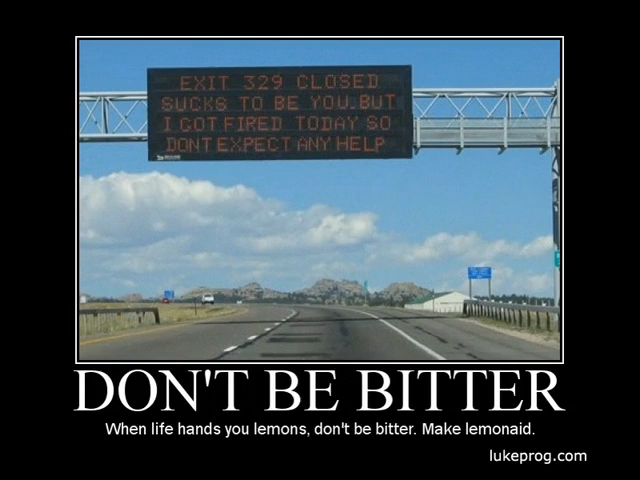 EXIT 329 CLOSED
SUCKS TO BE YOU.BUT
I GOT FIRED TODAY SO
DONT EXPECT ANY HELP
DON'T BE BITTER
When life hands you lemons, don't be bitter. Make lemonaid.
lukeprog.com